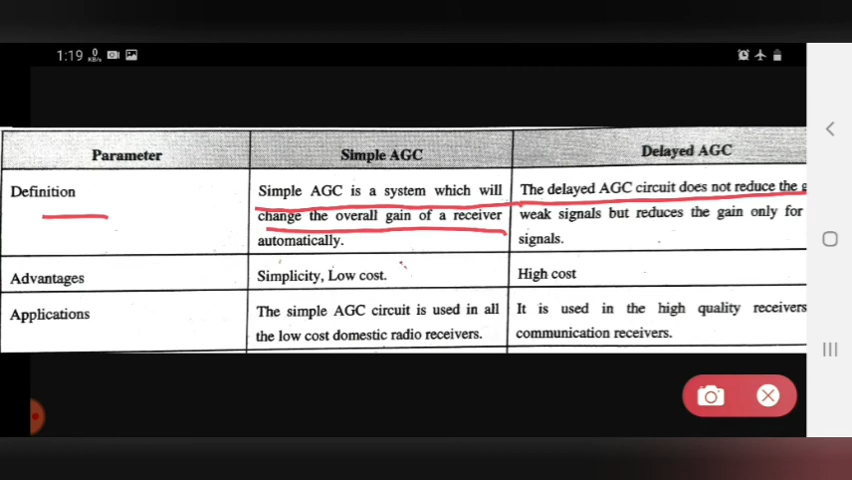 1:19 0 KB/s
Parameter Simple AGC Delayed AGC
Definition Simple AGC is a system which will The delayed AGC circuit does not reduce the
change the overall gain of a receiver weak signals but reduces the gain only for
automatically. signals.
Advantages Simplicity, Low cost. High cost
Applications The simple AGC circuit is used in all It is used in the high quality receivers
the low cost domestic radio receivers. communication receivers.